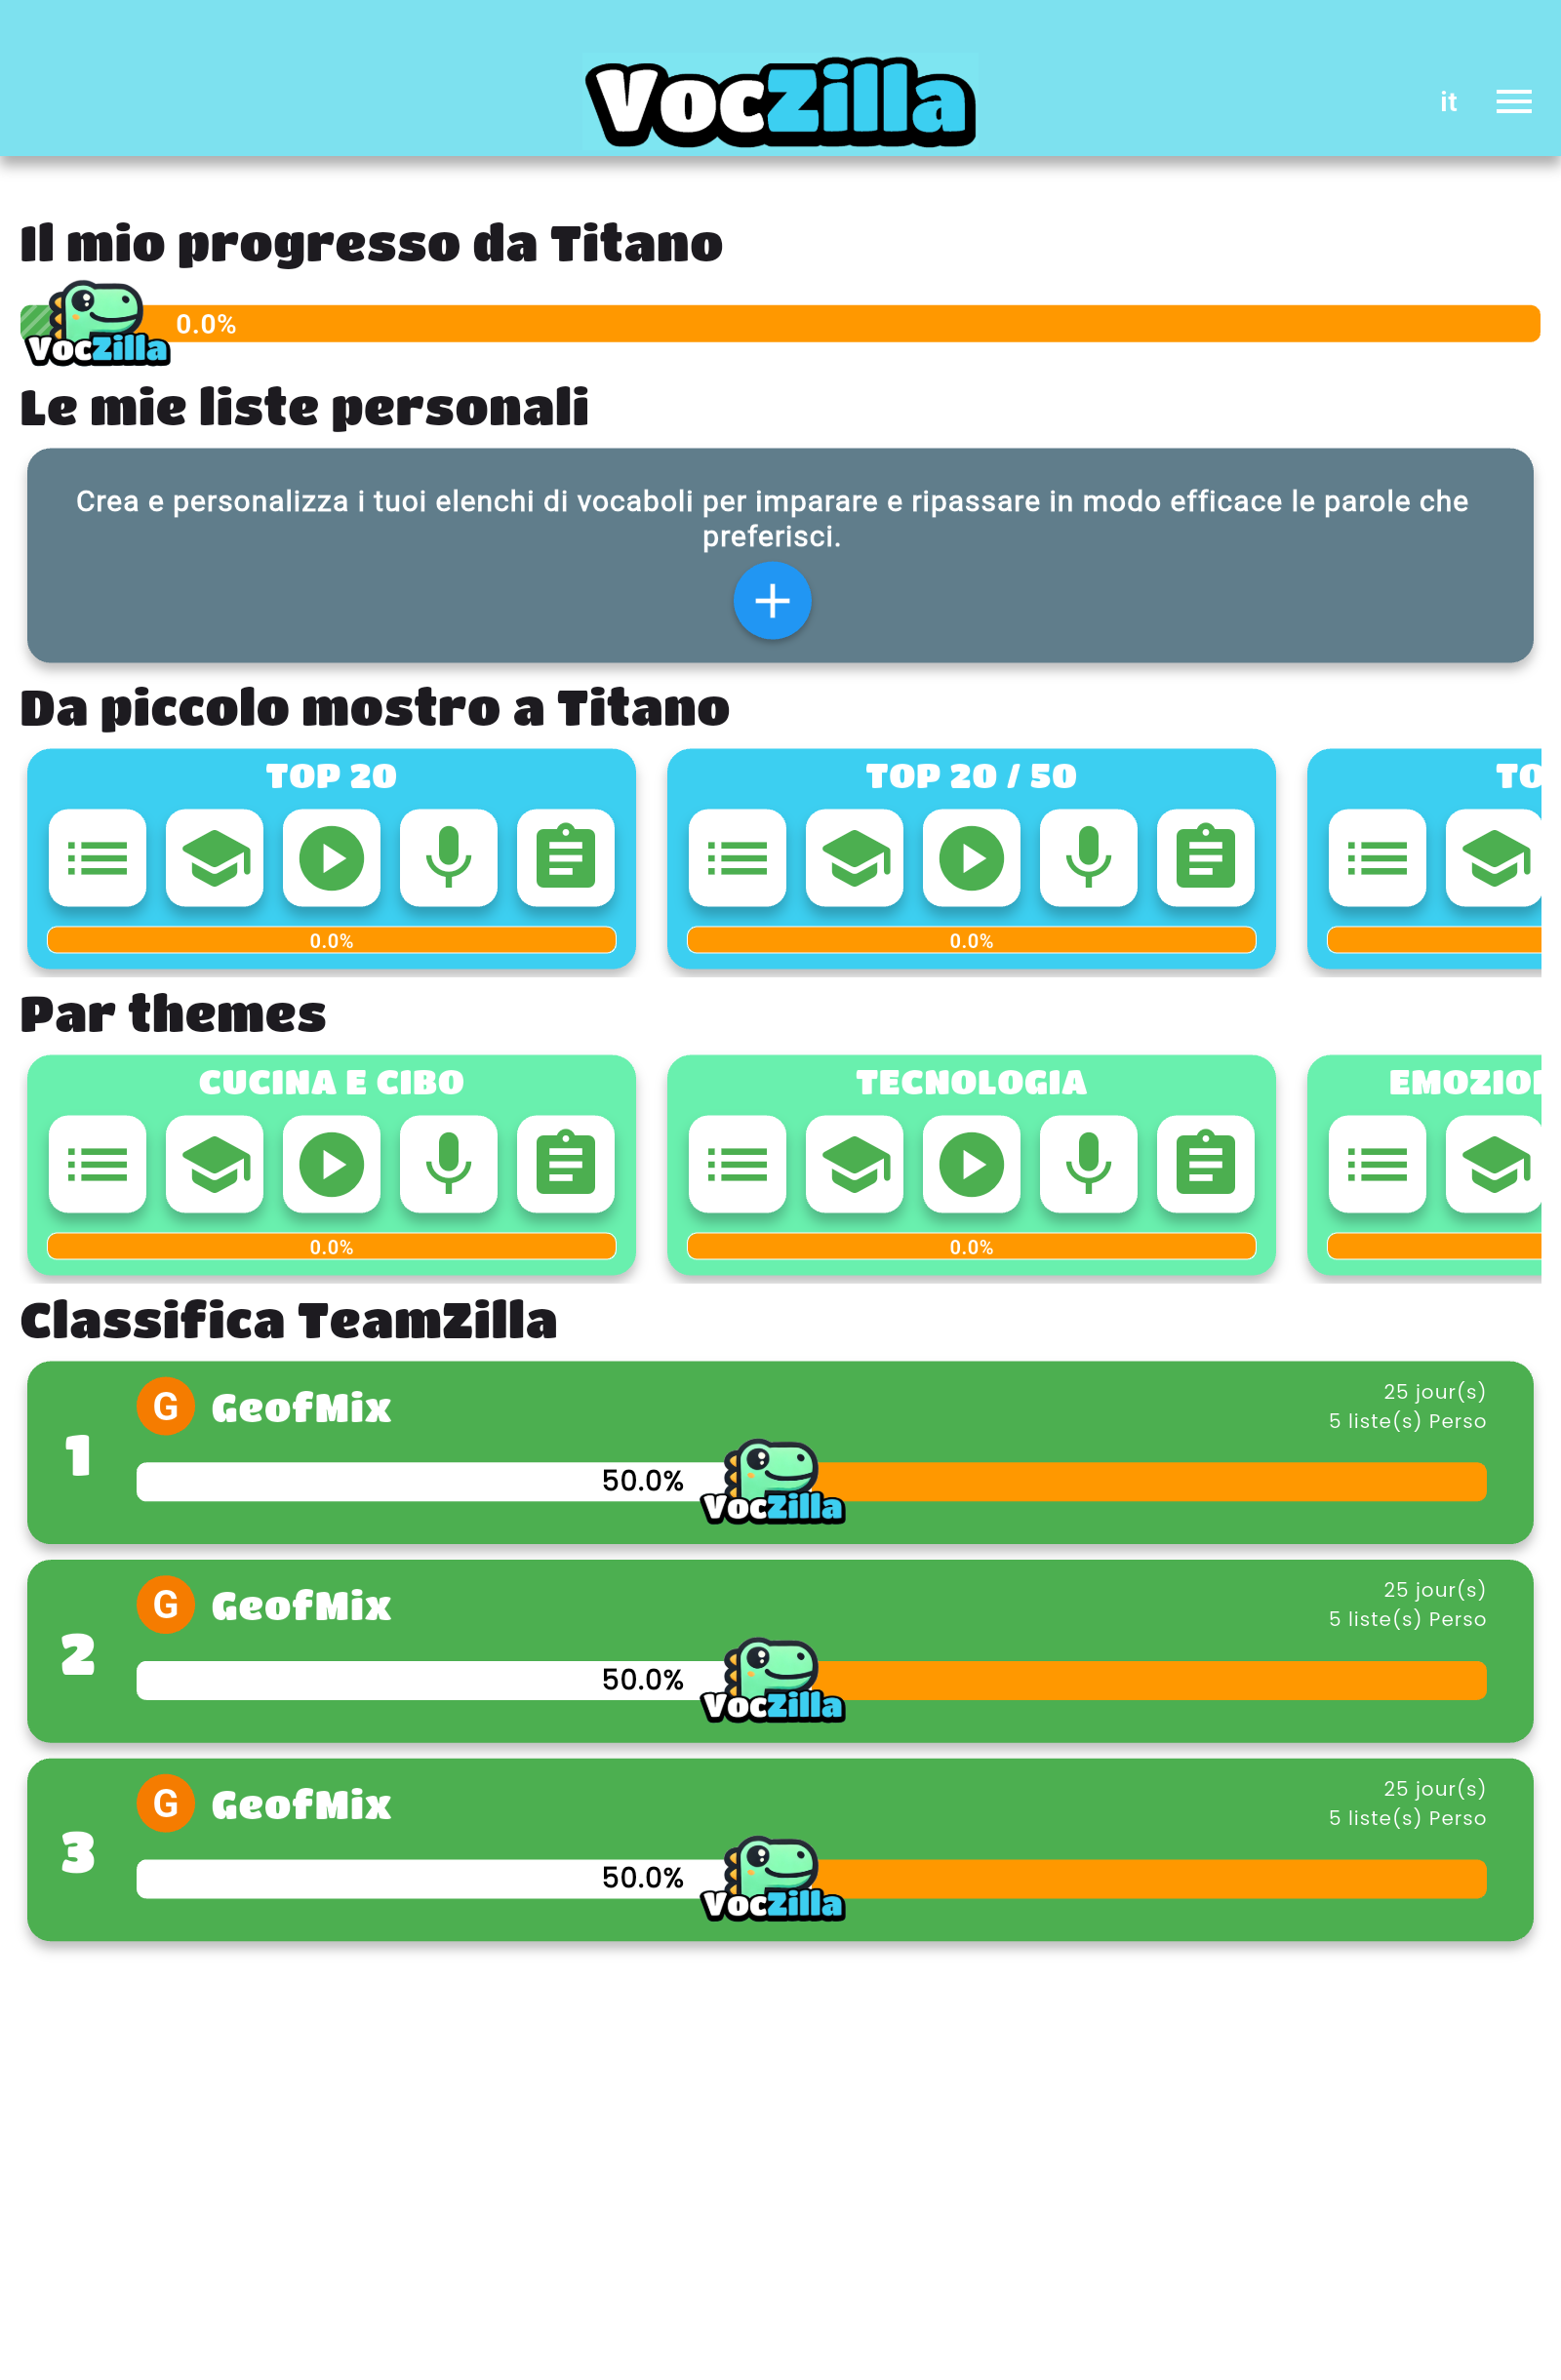 VocZilla
it
Il mio progresso da Titano
0.0%
VocZilla
Le mie liste personali
Crea e personalizza i tuoi elenchi di vocaboli per imparare e ripassare in modo efficace le parole che
preferisci.
Da piccolo mostro a Titano
TOP 20
TOP 20 / 50
TO
0.0%
0.0%
Par themes
CUCINA E CIBO
TECNOLOGIA
EMOZIO
0.0%
0.0%
Classifica TeamZilla
1
G
GeofMix
25 jour(s)
5 liste(s) Perso
50.0%
VocZilla
2
G
GeofMix
25 jour(s)
5 liste(s) Perso
50.0%
VocZilla
3
G
GeofMix
25 jour(s)
5 liste(s) Perso
50.0%
VocZilla